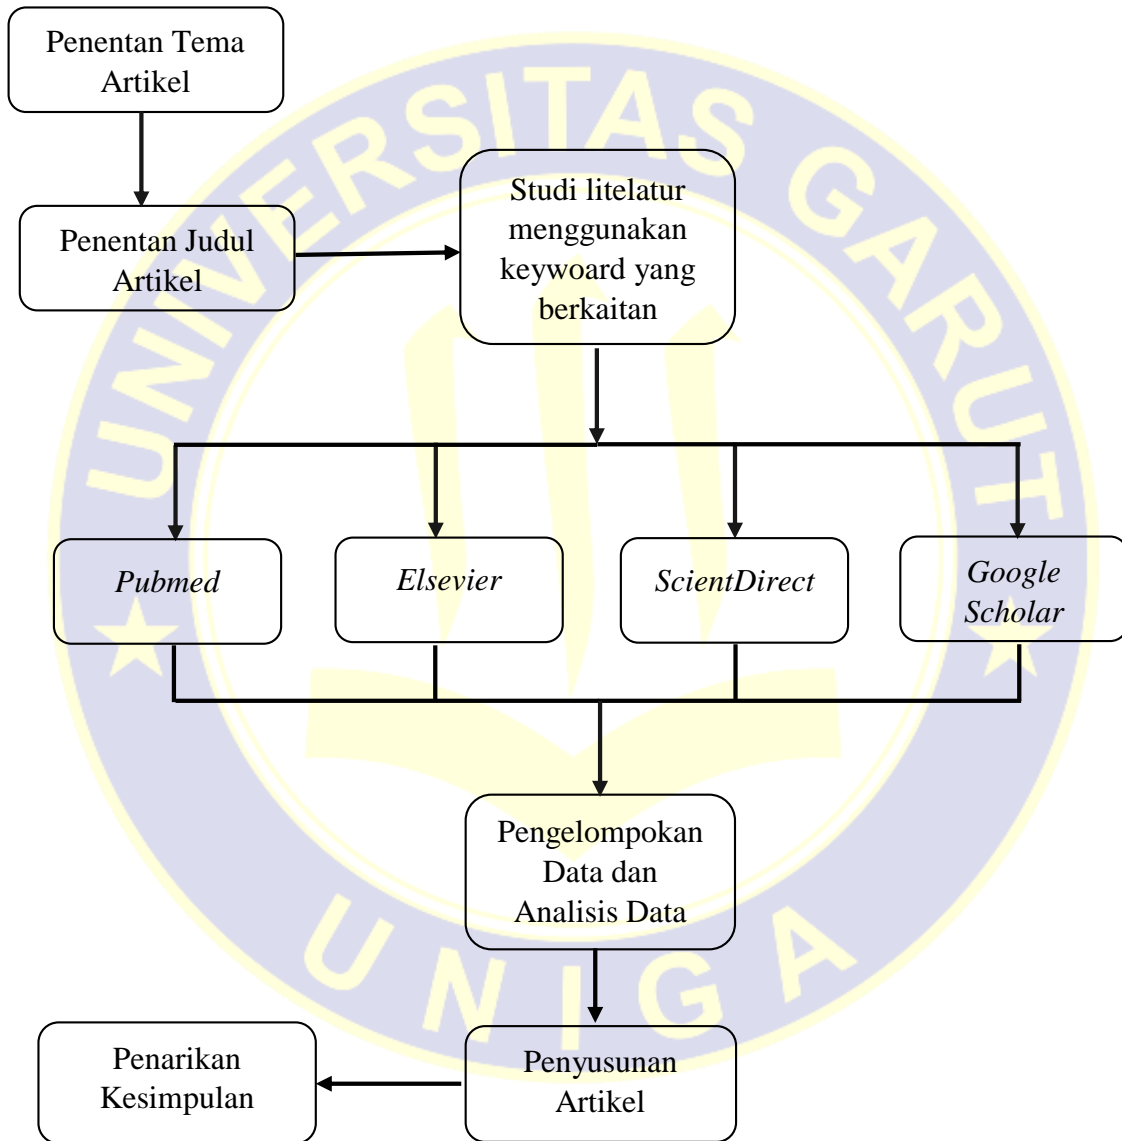 Penentan Tema
Artikel
Penentan Judul
Artikel
Studi litelatur
menggunakan
keywoard yang
berkaitan
Pubmed
Elsevier
ScientDirect
Google
Scholar
Pengelompokan
Data dan
Analisis Data
Penyusunan
Artikel
Penarikan
Kesimpulan
UNIVERSITAS GARUT
UNIGA